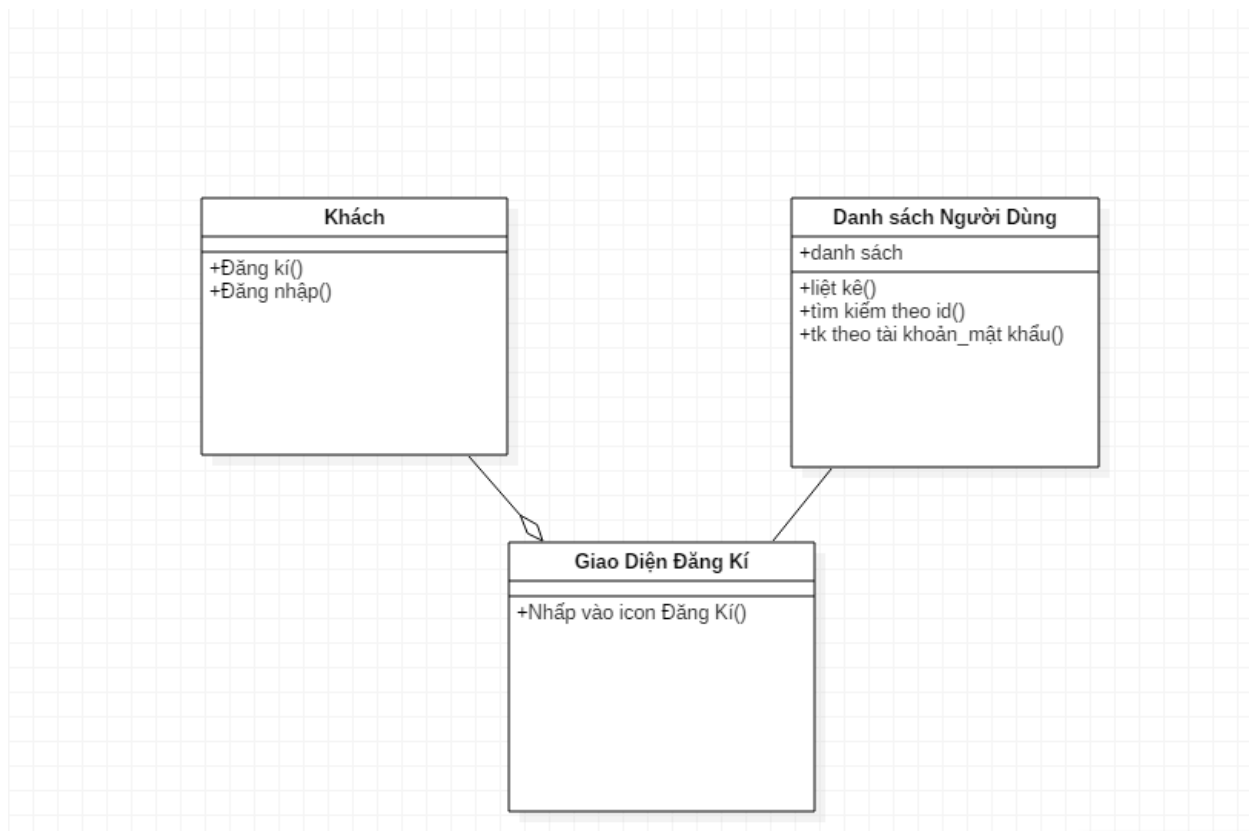 Khách
+Đăng kí()
+Đăng nhập()
Danh sách Người Dùng
+danh sách
+liệt kê()
+tìm kiếm theo id()
+tk theo tài khoản_mật khẩu()
Giao Diện Đăng Kí
+Nhấp vào icon Đăng Kí()